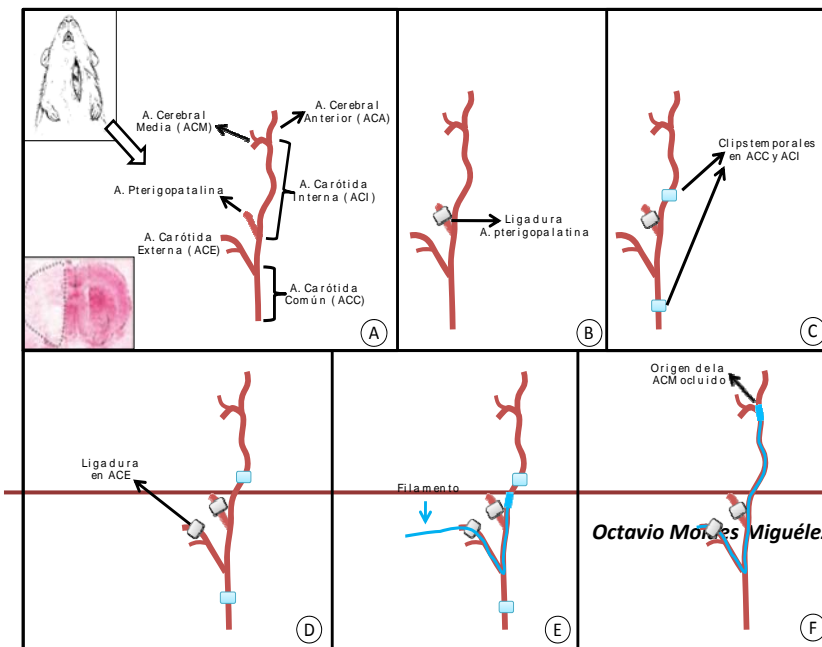 A. Cerebral
Media (ACM)
A. Cerebral
Anterior (ACA)
A. Pterigopatalina
A. Carótida
Interna (ACI)
A. Carótida
Externa (ACE)
A. Carótida
Común (ACC)
A
Ligadura
A. pterigopalatina
B
Clips temporales
en ACC y ACI
C
Ligadura
en ACE
D
Filamento
E
Origen de la
ACM ocluido
Octavio Miguélez
F